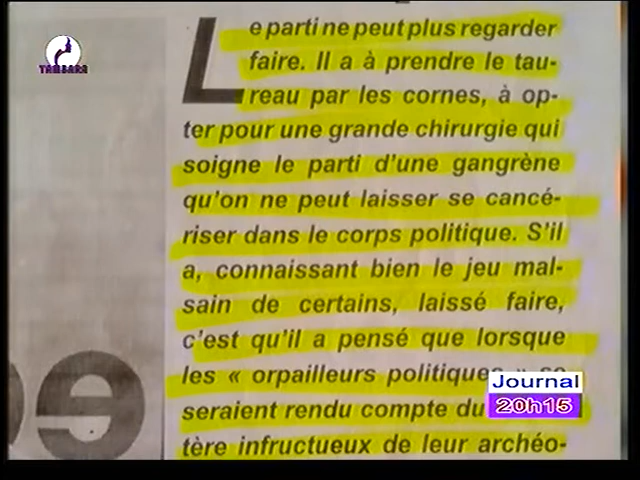 TAMBARA
Le parti ne peut plus regarder
faire. Il a à prendre le tau-
reau par les cornes, à op-
ter pour une grande chirurgie qui
soigne le parti d'une gangrène
qu'on ne peut laisser se cancé-
riser dans le corps politique. S'il
a, connaissant bien le jeu mal-
sain de certains, laissé faire,
c'est qu'il a pensé que lorsque
les « orpailleurs politiques » se
seraient rendu compte du
tère infructueux de leur archéo-
Journal
20h15